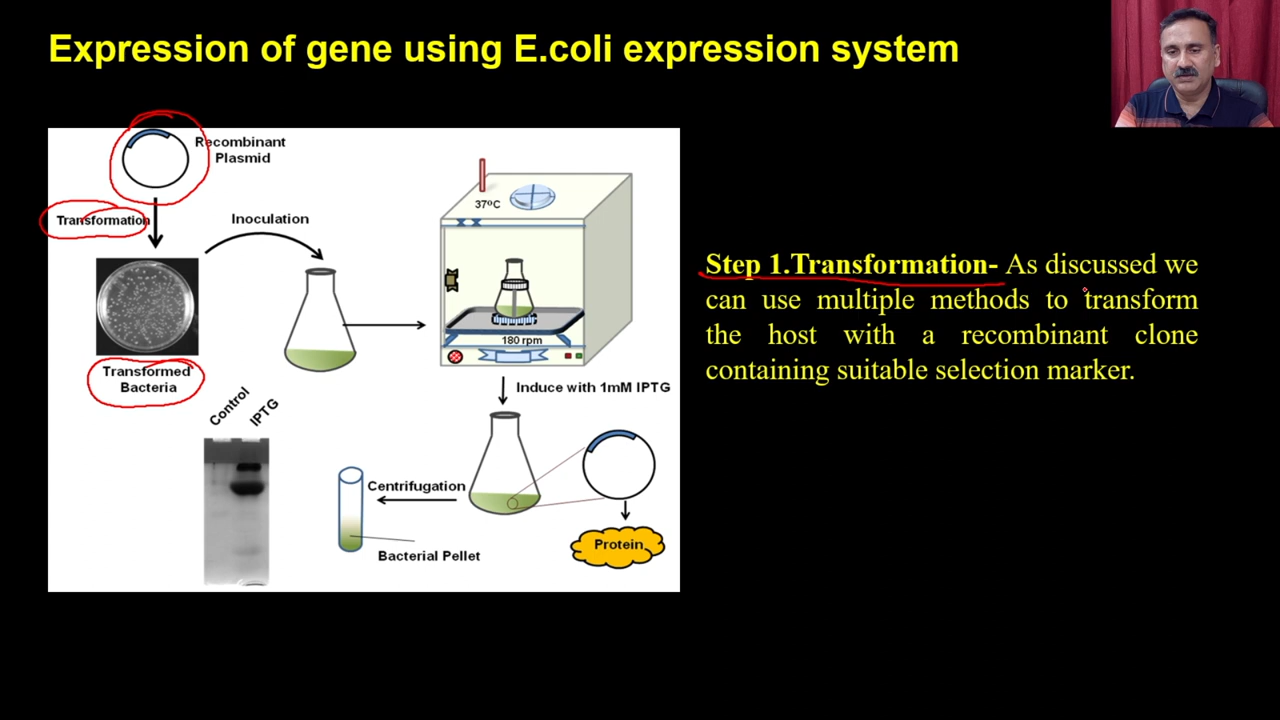 Expression of gene using E.coli expression system
Recombinant
Plasmid
Transformation
Inoculation
37ºC
180 rpm
Transformed
Bacteria
Induce with 1mM IPTG
Control
IPTG
Centrifugation
Bacterial Pellet
Protein
Step 1.Transformation- As discussed we
can use multiple methods to transform
the host with a recombinant clone
containing suitable selection marker.